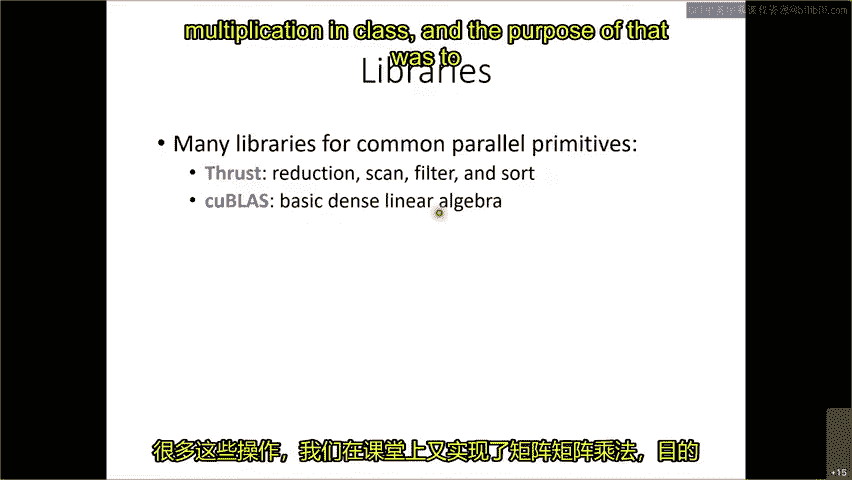 multiplication in class, and the purpose of that
was to
Libraries
• Many libraries for common parallel primitives:
• Thrust: reduction, scan, filter, and sort
• cuBLAS: basic dense linear algebra
很多这些操作，我们在课堂上又实现了矩阵矩阵乘法，目的
+15